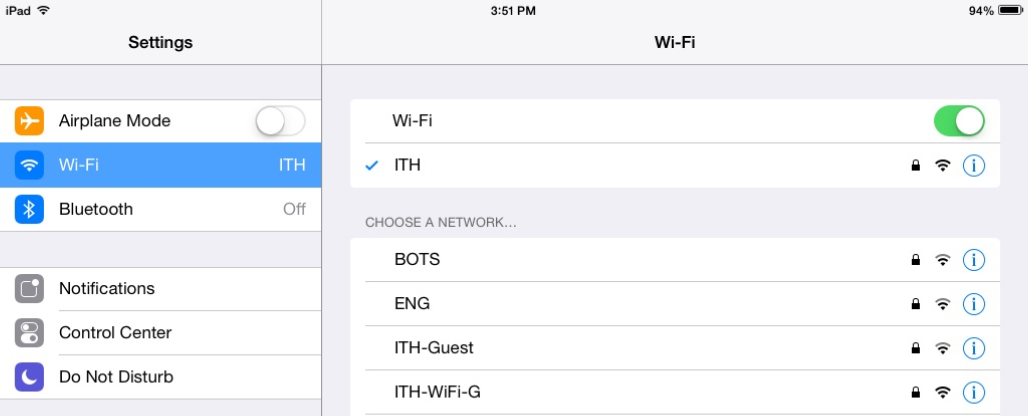 iPad 3:51 PM 94%
Settings
Wi-Fi
Airplane Mode
Wi-Fi ITH
Bluetooth Off
Notifications
Control Center
Do Not Disturb
Wi-Fi
ITH
CHOOSE A NETWORK...
BOTS
ENG
ITH-Guest
ITH-WiFi-G